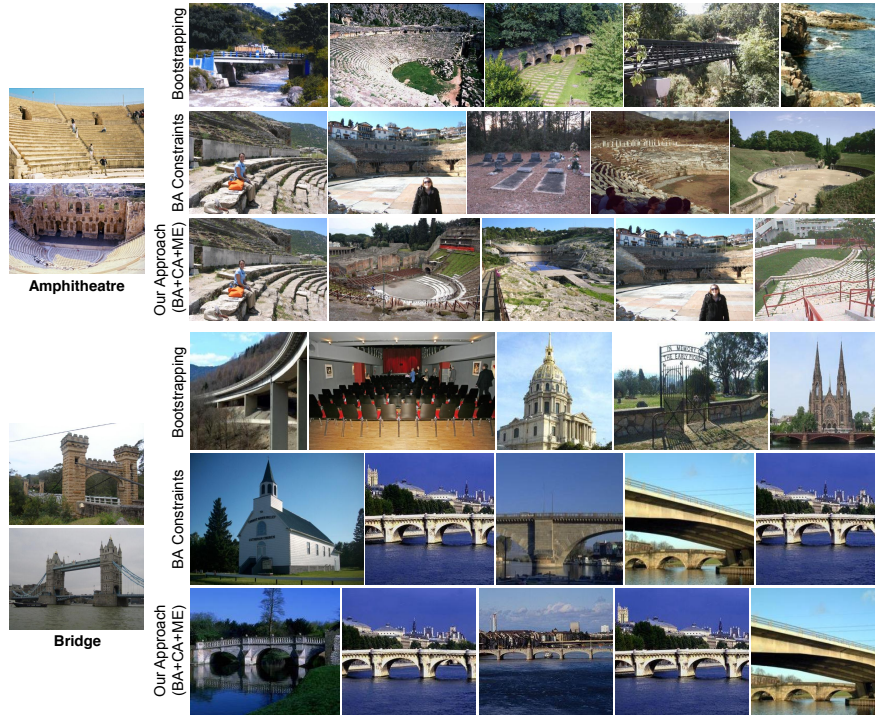 Bootstrapping
BA Constraints
Our Approach
(BA+CA+ME)
Amphitheatre
Bootstrapping
IN MEMORY OF
BA Constraints
Our Approach
(BA+CA+ME)
Bridge